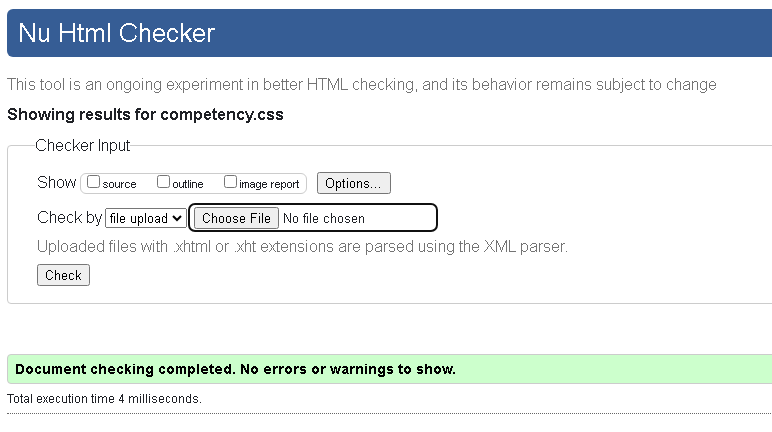 Nu Html Checker
This tool is an ongoing experiment in better HTML checking, and its behavior remains subject to change
Showing results for competency.css
Checker Input
Show source outline image report Options...
Check by file upload Choose File No file chosen
Uploaded files with .xhtml or .xht extensions are parsed using the XML parser.
Check
Document checking completed. No errors or warnings to show.
Total execution time 4 milliseconds.